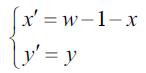 x' = w − 1 − x
y' = y